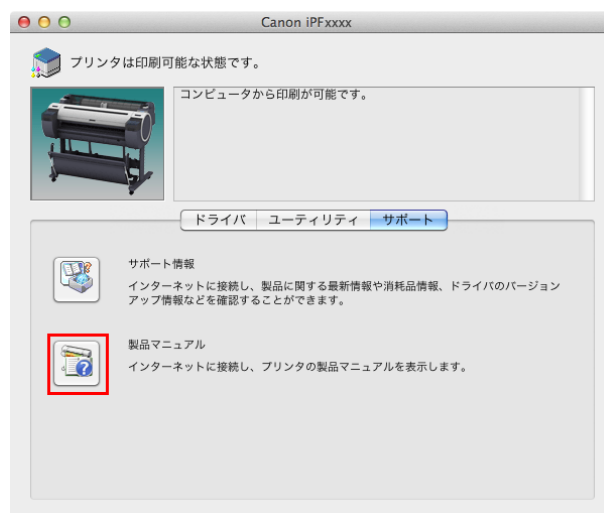 Canon iPFxxxx
プリンタは印刷可能な状態です。
コンピュータから印刷が可能です。
ドライバ ユーティリティ サポート
サポート情報
インターネットに接続し、製品に関する最新情報や消耗品情報、ドライバのバージョン
アップ情報などを確認することができます。
製品マニュアル
インターネットに接続し、プリンタの製品マニュアルを表示します。